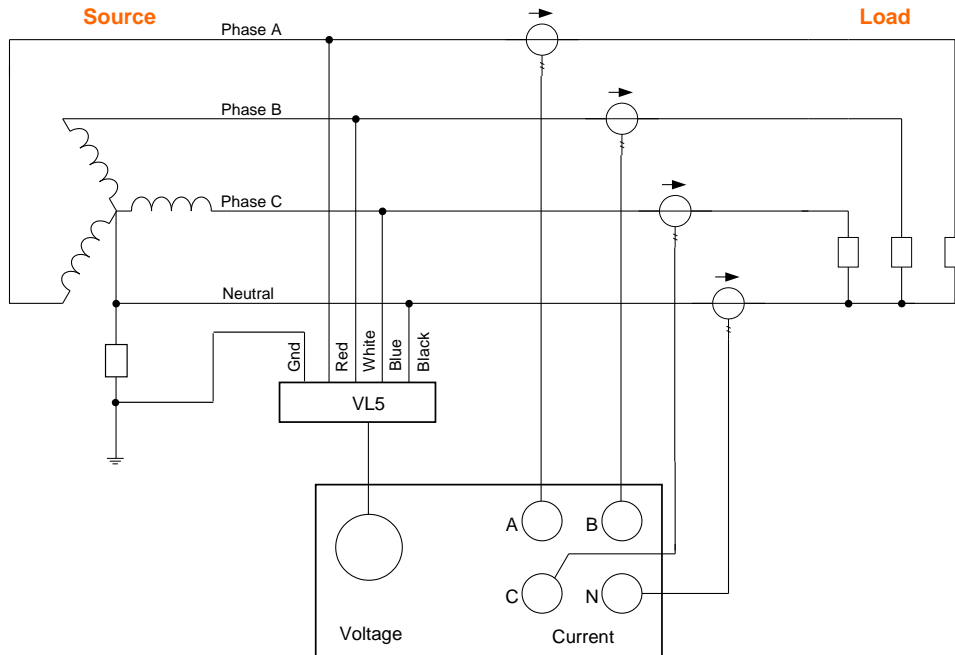 Source
Load
Phase A
Phase B
Phase C
Neutral
Gnd
Red
White
Blue
Black
VL5
A
B
C
N
Voltage
Current